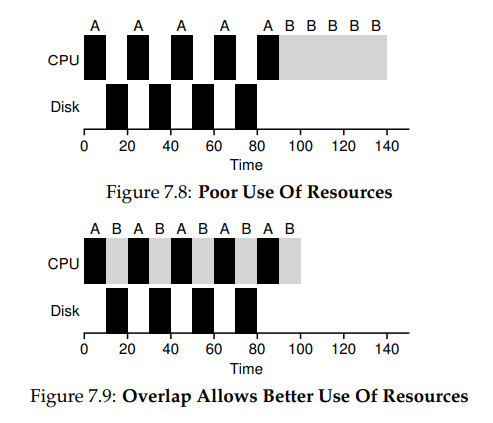 A A A A A B B B B B
CPU
Disk
0 20 40 60 80 100 120 140
Time
Figure 7.8: Poor Use Of Resources
A B A B A B A B A B
CPU
Disk
0 20 40 60 80 100 120 140
Time
Figure 7.9: Overlap Allows Better Use Of Resources